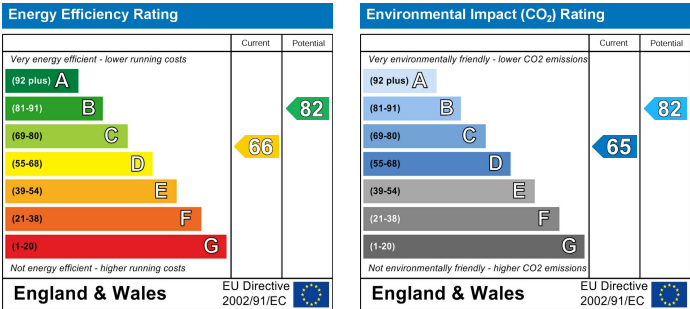 Energy Efficiency Rating
Current
Potential
Very energy efficient - lower running costs
(92 plus) A
(81-91) B
82
(69-80) C
66
(55-68) D
(39-54) E
(21-38) F
(1-20) G
Not energy efficient - higher running costs
England & Wales
EU Directive
2002/91/EC
Environmental Impact (CO₂) Rating
Current
Potential
Very environmentally friendly - lower CO2 emissions
(92 plus) A
(81-91) B
82
(69-80) C
65
(55-68) D
(39-54) E
(21-38) F
(1-20) G
Not environmentally friendly - higher CO2 emissions
England & Wales
EU Directive
2002/91/EC